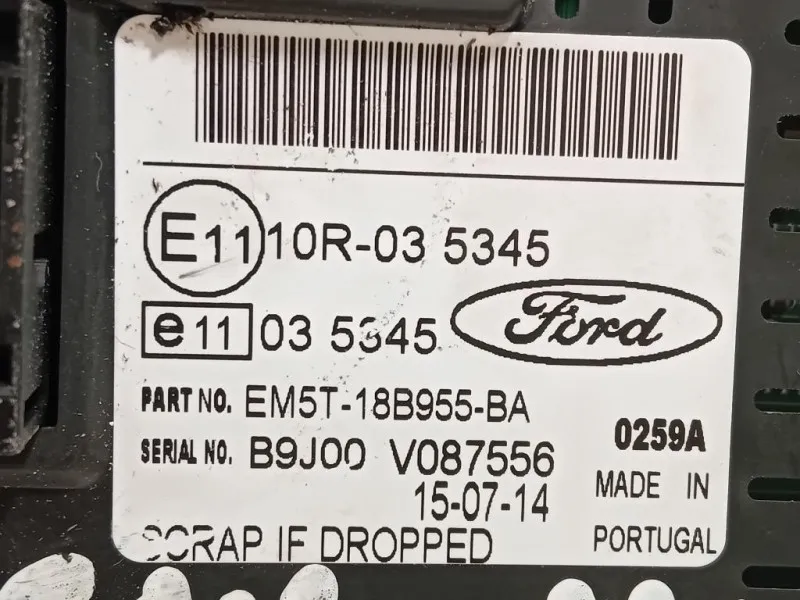 E11 10R-03 5345
e11 03 5345 Ford
PART NO. EM5T-18B955-BA
0259A
SERIAL NO. B9J00 V087556
15-07-14
MADE IN
SCRAP IF DROPPED
PORTUGAL